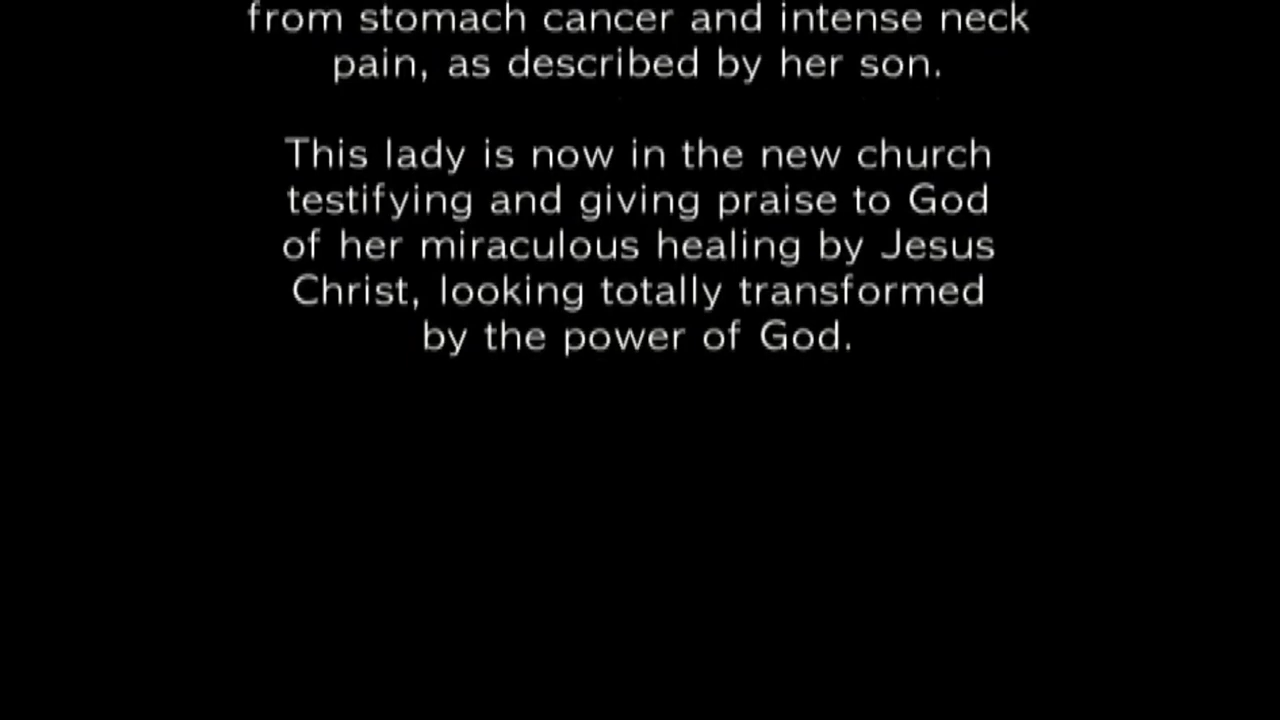 from stomach cancer and intense neck
pain, as described by her son.
This lady is now in the new church
testifying and giving praise to God
of her miraculous healing by Jesus
Christ, looking totally transformed
by the power of God.